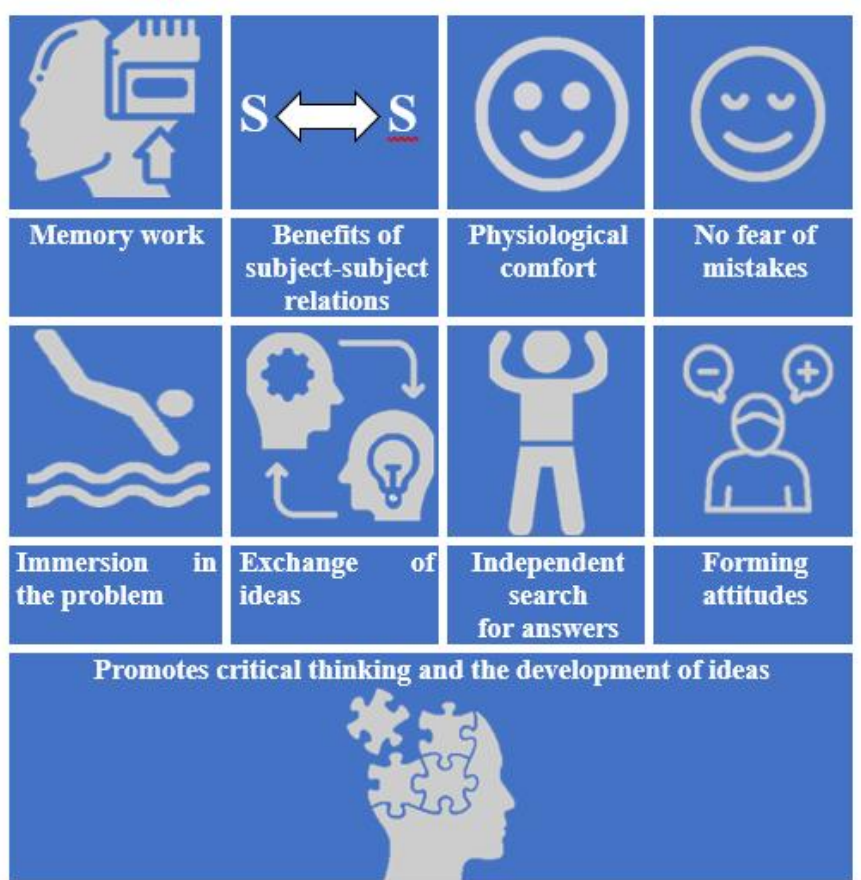 S S
Memory work
Benefits of
subject-subject
relations
Physiological
comfort
No fear of
mistakes
Immersion in
the problem
Exchange of
ideas
Independent
search
for answers
Forming
attitudes
Promotes critical thinking and the development of ideas